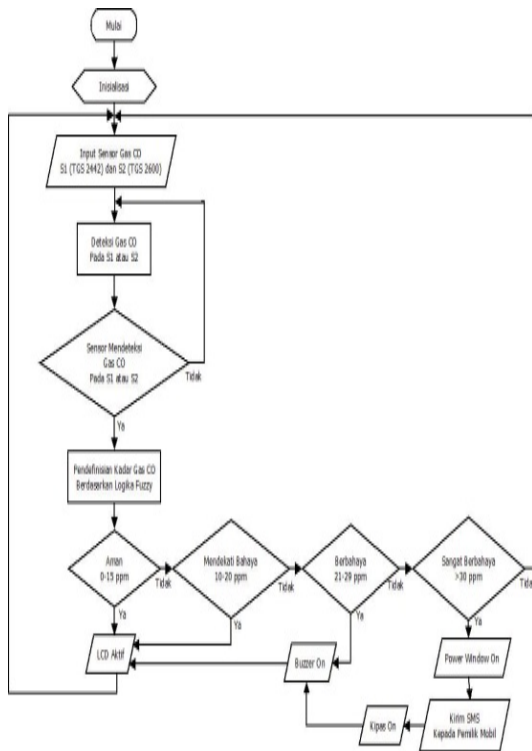 Mulai
Inisialisasi
Input Sensor Gas CO
S1 (TGS 2442) dan S2 (TGS 2600)
Deteksi Gas CO
Pada S1 atau S2
Sensor Mendeteksi
Gas CO
Pada S1 atau S2
Tidak
Ya
Pendefinisian Kadar Gas CO
Berdasarkan Logika Fuzzy
Aman
0-15 ppm
Tidak
Ya
Mendekati Bahaya
10-20 ppm
Tidak
Ya
Berbahaya
21-29 ppm
Tidak
Ya
Sangat Berbahaya
>30 ppm
Tidak
Ya
LCD Aktif
Buzzer On
Power Window On
Kipas On
Kirim SMS
Kepada Pemilik Mobil